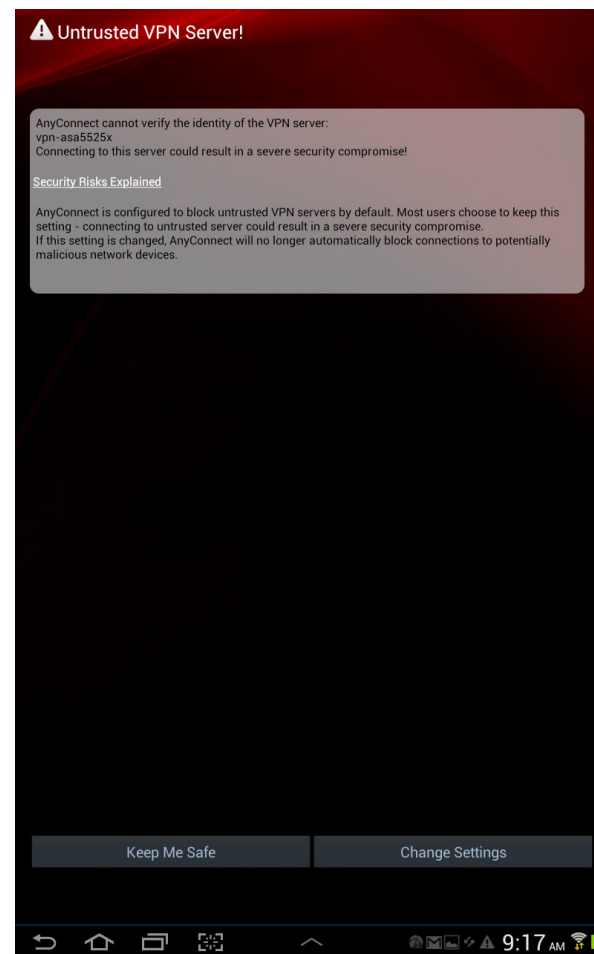 Untrusted VPN Server!
AnyConnect cannot verify the identity of the VPN server:
vpn-asa5525x
Connecting to this server could result in a severe security compromise!
Security Risks Explained
AnyConnect is configured to block untrusted VPN servers by default. Most users choose to keep this
setting - connecting to untrusted server could result in a severe security compromise.
If this setting is changed, AnyConnect will no longer automatically block connections to potentially
malicious network devices.
Keep Me Safe
Change Settings
9:17 AM